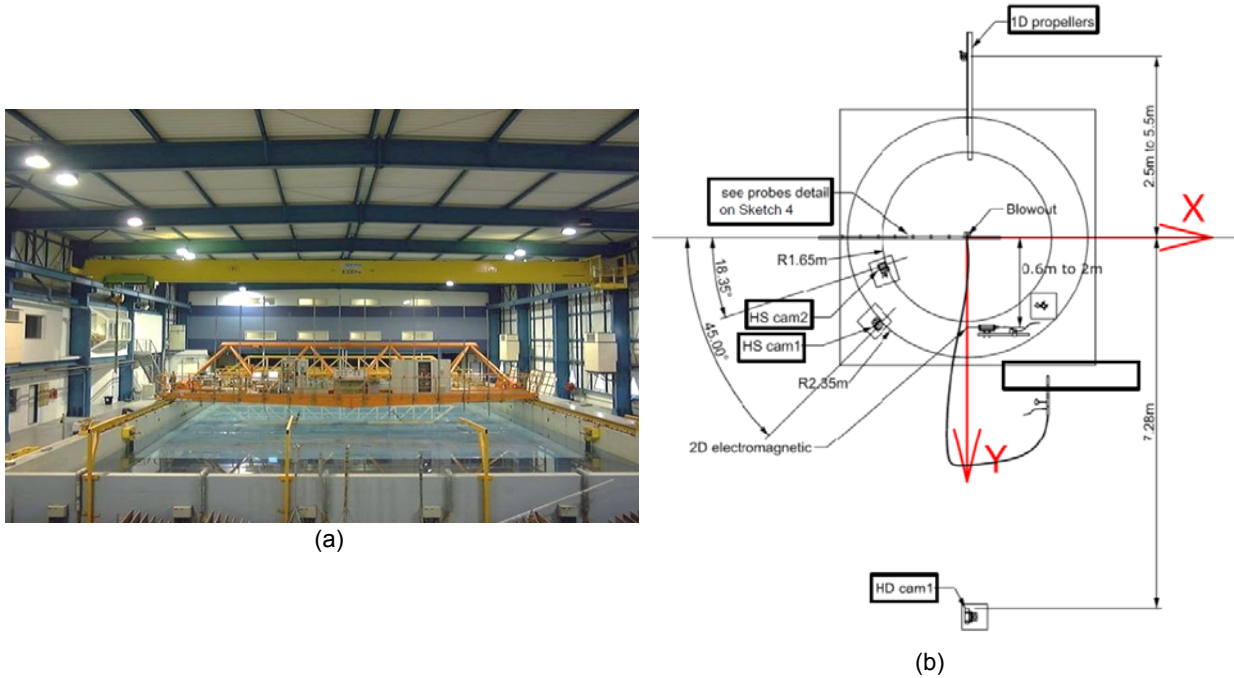 1D propellers
2.5m to 5.5m
see probes detail
on Sketch 4
Blowout
X
R1.65m
18.35°
0.6m to 2m
HS cam2
HS cam1
45.00°
R2.35m
7.28m
2D electromagnetic
Y
(a)
HD cam1
(b)